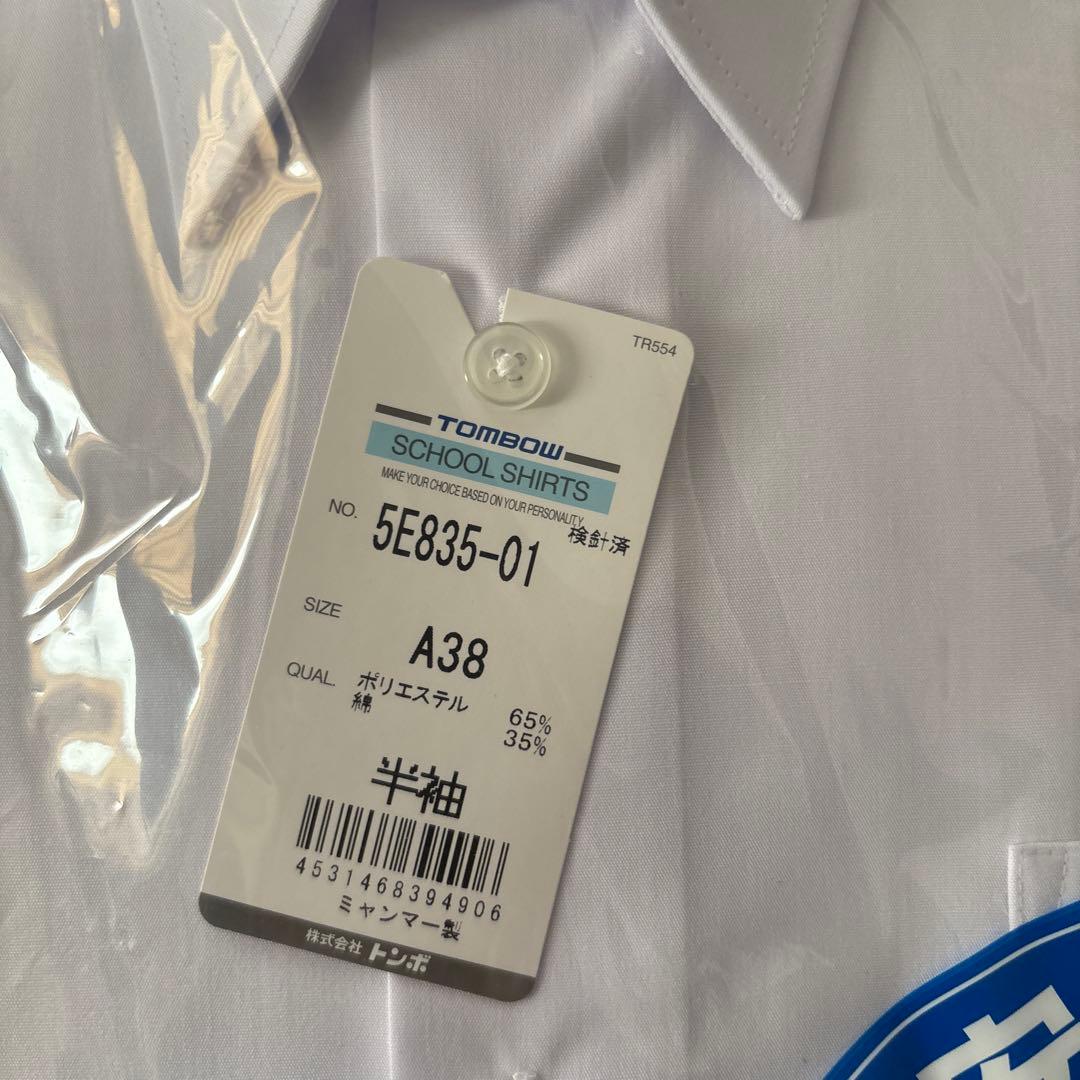 TR554
TOMBOW
SCHOOL SHIRTS
MAKE YOUR CHOICE BASED ON YOUR PERSONALITY
検針済
NO. 5E835-01
SIZE A38
QUAL. ポリエステル 65%
綿 35%
半袖
4531468394906
ミャンマー製
株式会社 トンボ